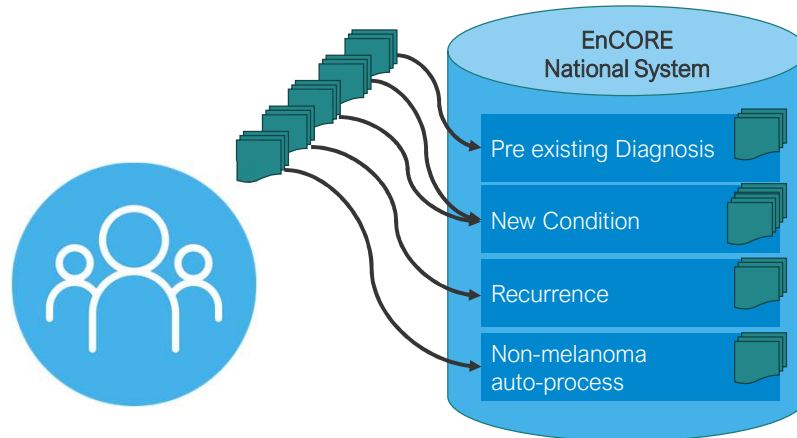 EnCORE
National System
Pre existing Diagnosis
New Condition
Recurrence
Non-melanoma
auto-process